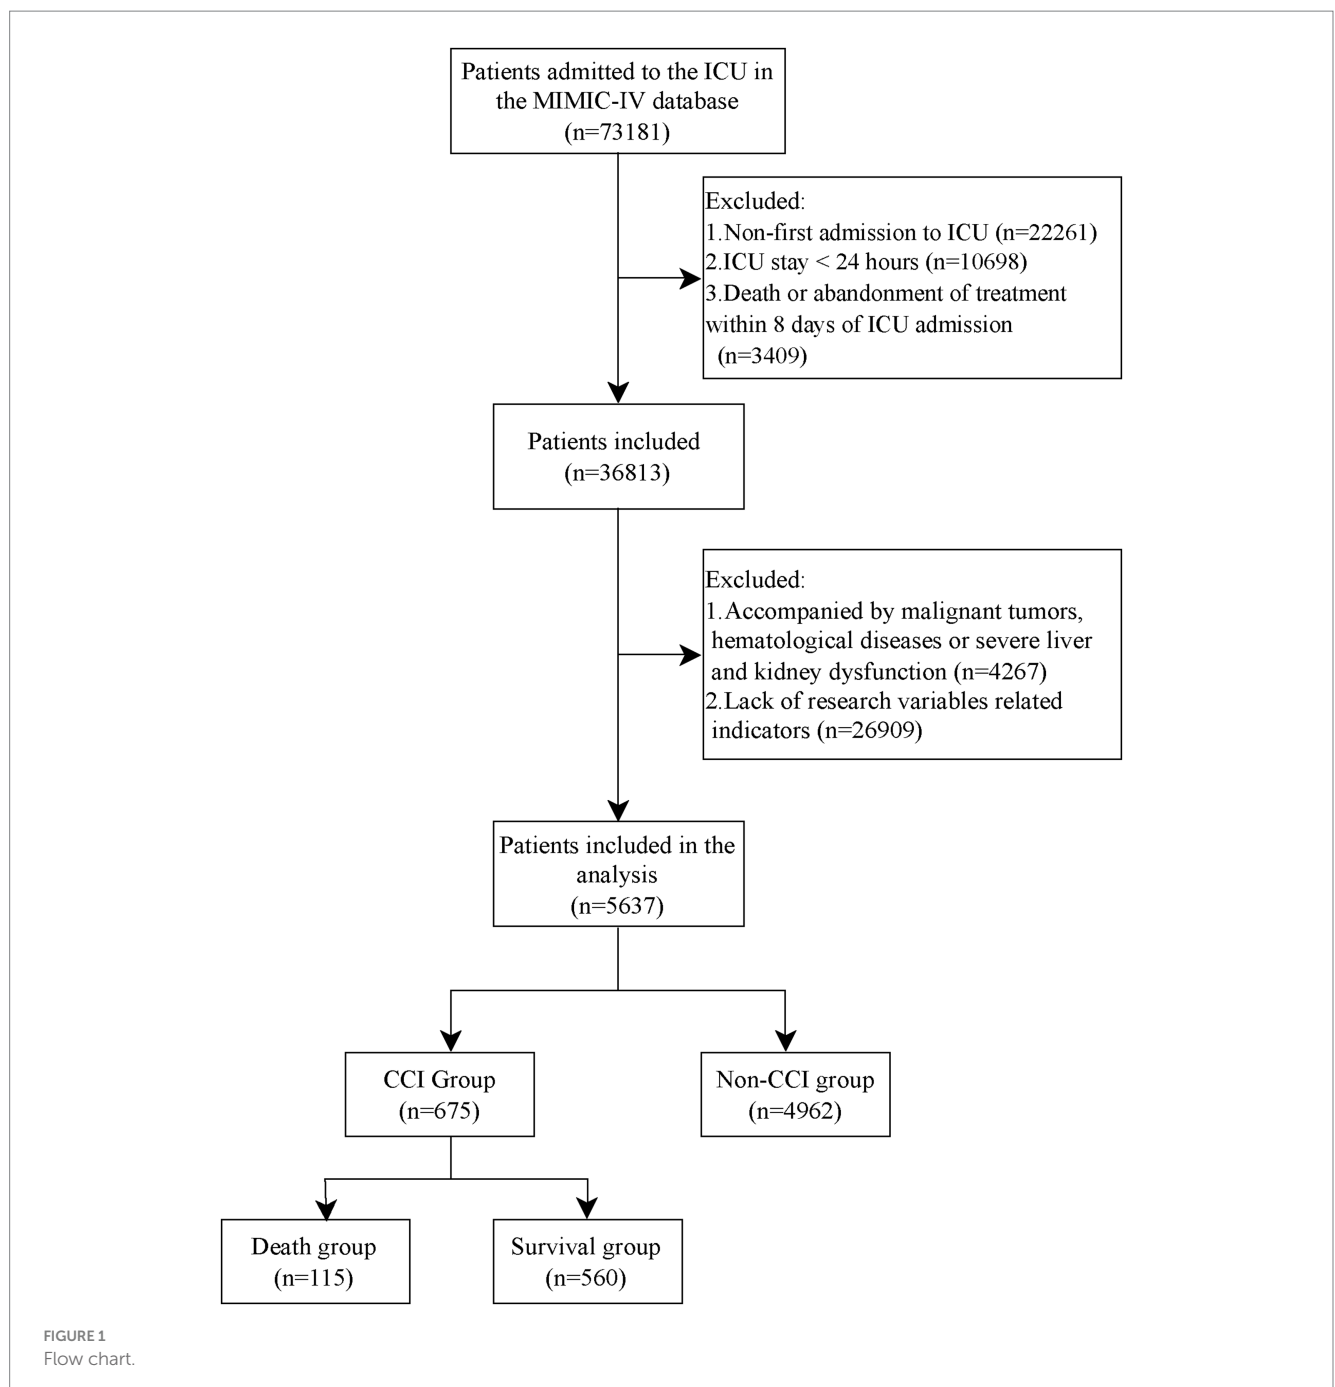 Patients admitted to the ICU in
the MIMIC-IV database
(n=73181)
Excluded:
1.Non-first admission to ICU (n=22261)
2.ICU stay < 24 hours (n=10698)
3.Death or abandonment of treatment
within 8 days of ICU admission
(n=3409)
Patients included
(n=36813)
Excluded:
1.Accompanied by malignant tumors,
hematological diseases or severe liver
and kidney dysfunction (n=4267)
2.Lack of research variables related
indicators (n=26909)
Patients included in the
analysis
(n=5637)
CCI Group
(n=675)
Non-CCI group
(n=4962)
Death group
(n=115)
Survival group
(n=560)
FIGURE 1
Flow chart.